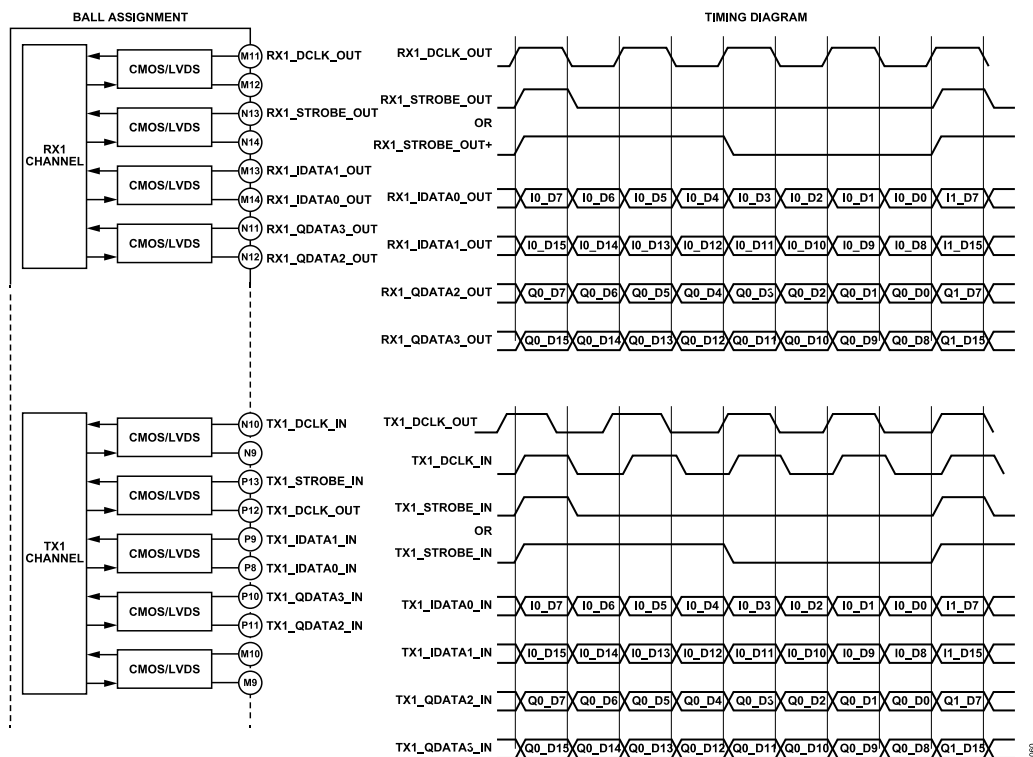 BALL ASSIGNMENT
TIMING DIAGRAM
RX1 CHANNEL
CMOS/LVDS
M11 RX1_DCLK_OUT
M12
CMOS/LVDS
N13 RX1_STROBE_OUT
N14
CMOS/LVDS
M13 RX1_IDATA1_OUT
M14 RX1_IDATA0_OUT
CMOS/LVDS
N11 RX1_QDATA3_OUT
N12 RX1_QDATA2_OUT
RX1_DCLK_OUT
RX1_STROBE_OUT
OR
RX1_STROBE_OUT+
RX1_IDATA0_OUT I0_D7 I0_D6 I0_D5 I0_D4 I0_D3 I0_D2 I0_D1 I0_D0 I1_D7
RX1_IDATA1_OUT I0_D15 I0_D14 I0_D13 I0_D12 I0_D11 I0_D10 I0_D9 I0_D8 I1_D15
RX1_QDATA2_OUT Q0_D7 Q0_D6 Q0_D5 Q0_D4 Q0_D3 Q0_D2 Q0_D1 Q0_D0 Q1_D7
RX1_QDATA3_OUT Q0_D15 Q0_D14 Q0_D13 Q0_D12 Q0_D11 Q0_D10 Q0_D9 Q0_D8 Q1_D15
TX1 CHANNEL
CMOS/LVDS
N10 TX1_DCLK_IN
N9
CMOS/LVDS
P13 TX1_STROBE_IN
P12 TX1_DCLK_OUT
CMOS/LVDS
P9 TX1_IDATA1_IN
P8 TX1_IDATA0_IN
CMOS/LVDS
P10 TX1_QDATA3_IN
P11 TX1_QDATA2_IN
CMOS/LVDS
M10
M9
TX1_DCLK_OUT
TX1_DCLK_IN
TX1_STROBE_IN
OR
TX1_STROBE_IN
TX1_IDATA0_IN I0_D7 I0_D6 I0_D5 I0_D4 I0_D3 I0_D2 I0_D1 I0_D0 I1_D7
TX1_IDATA1_IN I0_D15 I0_D14 I0_D13 I0_D12 I0_D11 I0_D10 I0_D9 I0_D8 I1_D15
TX1_QDATA2_IN Q0_D7 Q0_D6 Q0_D5 Q0_D4 Q0_D3 Q0_D2 Q0_D1 Q0_D0 Q1_D7
TX1_QDATA3_IN Q0_D15 Q0_D14 Q0_D13 Q0_D12 Q0_D11 Q0_D10 Q0_D9 Q0_D8 Q1_D15
060